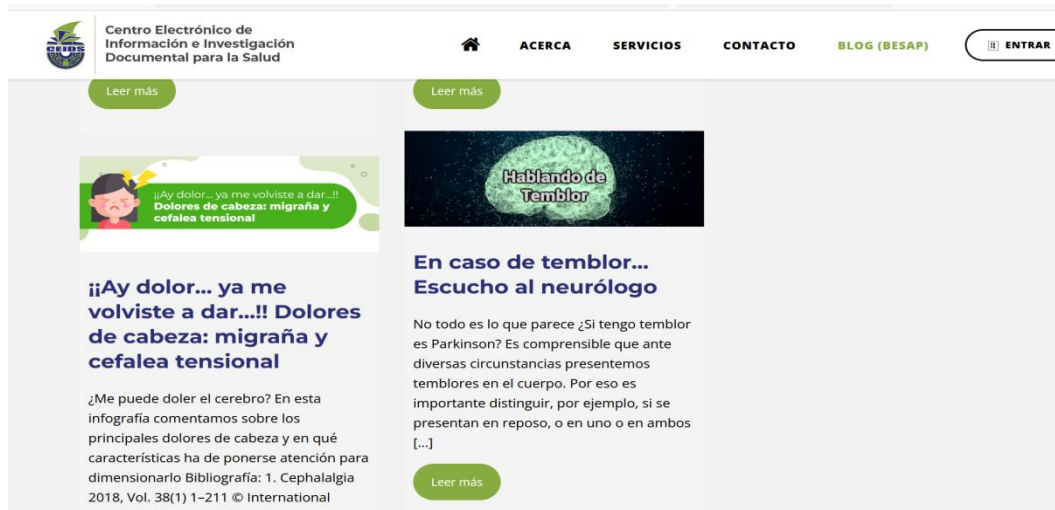 CEIDS
Centro Electrónico de
Información e Investigación
Documental para la Salud
ACERCA
SERVICIOS
CONTACTO
BLOG (BESAP)
ENTRAR
Leer más
¡¡Ay dolor... ya me volviste a dar...!!
Dolores de cabeza: migraña y
cefalea tensional
¡¡Ay dolor... ya me
volviste a dar...!! Dolores
de cabeza: migraña y
cefalea tensional
¿Me puede doler el cerebro? En esta
infografía comentamos sobre los
principales dolores de cabeza y en qué
características ha de ponerse atención para
dimensionarlo Bibliografía: 1. Cephalalgia
2018, Vol. 38(1) 1–211 © International
Leer más
Hablando de
Temblor
En caso de temblor...
Escucho al neurólogo
No todo es lo que parece ¿Si tengo temblor
es Parkinson? Es comprensible que ante
diversas circunstancias presentemos
temblores en el cuerpo. Por eso es
importante distinguir, por ejemplo, si se
presentan en reposo, o en uno o en ambos
[...]
Leer más